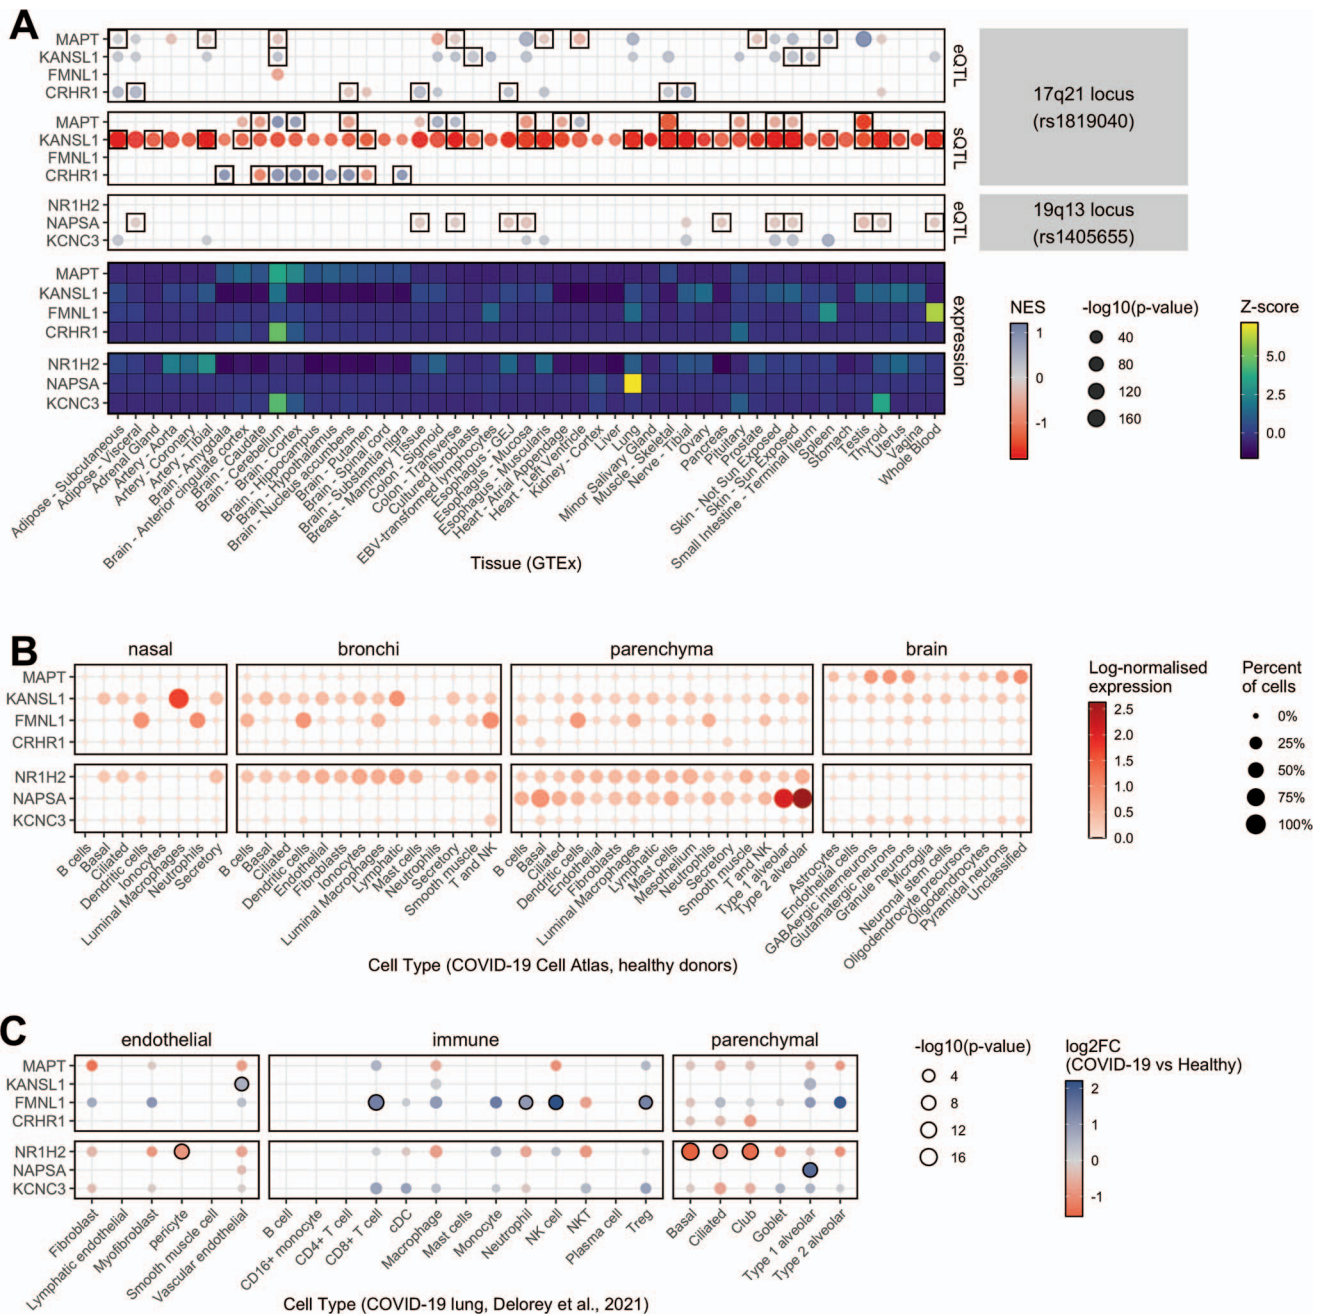 A
MAPT
KANSL1
FMNL1
CRHR1
eQTL
MAPT
KANSL1
FMNL1
CRHR1
sQTL
17q21 locus
(rs1819040)
NR1H2
NAPSA
KCNC3
eQTL
19q13 locus
(rs1405655)
MAPT
KANSL1
FMNL1
CRHR1
NR1H2
NAPSA
KCNC3
expression
NES
1
0
-1
-log10(p-value)
40
80
120
160
Z-score
5.0
2.5
0.0
Adipose - Subcutaneous
Adipose - Visceral
Adrenal Gland
Artery - Aorta
Artery - Coronary
Artery - Tibial
Brain - Amygdala
Brain - Anterior cingulate cortex
Brain - Caudate
Brain - Cerebellum
Brain - Cortex
Brain - Hippocampus
Brain - Hypothalamus
Brain - Nucleus accumbens
Brain - Putamen
Brain - Spinal cord
Brain - Substantia nigra
Breast - Mammary Tissue
Colon - Sigmoid
Colon - Transverse
Cultured fibroblasts
EBV-transformed lymphocytes
Esophagus - GEJ
Esophagus - Mucosa
Esophagus - Muscularis
Heart - Atrial Appendage
Heart - Left Ventricle
Kidney - Cortex
Liver
Lung
Minor Salivary Gland
Muscle - Skeletal
Nerve - Tibial
Ovary
Pancreas
Pituitary
Prostate
Skin - Not Sun Exposed
Skin - Sun Exposed
Small Intestine - Terminal Ileum
Spleen
Stomach
Testis
Thyroid
Uterus
Vagina
Whole Blood
Tissue (GTEx)
B
nasal
bronchi
parenchyma
brain
MAPT
KANSL1
FMNL1
CRHR1
NR1H2
NAPSA
KCNC3
Log-normalised
expression
2.5
2.0
1.5
1.0
0.5
0.0
Percent
of cells
0%
25%
50%
75%
100%
B cells
Basal
Ciliated
Dendritic cells
Ionocytes
Luminal Macrophages
Neutrophils
Secretory
B cells
Basal
Ciliated
Dendritic cells
Endothelial
Fibroblasts
Ionocytes
Luminal Macrophages
Lymphatic
Mast cells
Neutrophils
Secretory
Smooth muscle
T and NK
B cells
Basal
Ciliated
Dendritic cells
Endothelial
Fibroblasts
Luminal Macrophages
Lymphatic
Mast cells
Mesothelium
Neutrophils
Secretory
Smooth muscle
T and NK
Type 1 alveolar
Type 2 alveolar
Astrocytes
Endothelial cells
GABAergic interneurons
Glutamatergic neurons
Granule neurons
Microglia
Neuronal stem cells
Oligodendrocyte precursors
Oligodendrocytes
Pyramidal neurons
Unclassified
Cell Type (COVID-19 Cell Atlas, healthy donors)
C
endothelial
immune
parenchymal
MAPT
KANSL1
FMNL1
CRHR1
NR1H2
NAPSA
KCNC3
-log10(p-value)
4
8
12
16
log2FC
(COVID-19 vs Healthy)
2
1
0
-1
Fibroblast
Lymphatic endothelial
Myofibroblast
pericyte
Smooth muscle cell
Vascular endothelial
B cell
CD16+ monocyte
CD4+ T cell
CD8+ T cell
cDC
Macrophage
Mast cells
Monocyte
Neutrophil
NK cell
NKT
Plasma cell
Treg
Basal
Ciliated
Club
Goblet
Type 1 alveolar
Type 2 alveolar
Cell Type (COVID-19 lung, Delorey et al., 2021)